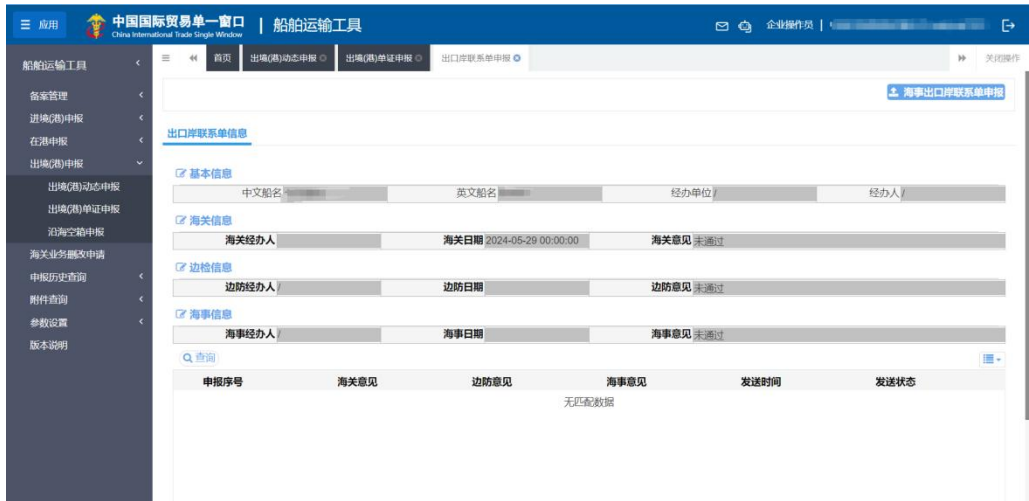 应用
中国国际贸易单一窗口 | 船舶运输工具
China International Trade Single Window
企业操作员 |
船舶运输工具
首页 出境(港)动态申报 出境(港)单证申报 出口岸联系单申报 关闭操作
备案管理
进境(港)申报
在港申报
出境(港)申报
出境(港)动态申报
出境(港)单证申报
沿海空箱申报
海关业务删改申请
申报历史查询
附件查询
参数设置
版本说明
海事出口岸联系单申报
出口岸联系单信息
基本信息
中文船名 英文船名 经办单位 / 经办人 /
海关信息
海关经办人 海关日期 2024-05-29 00:00:00 海关意见 未通过
边检信息
边防经办人 / 边防日期 边防意见 未通过
海事信息
海事经办人 / 海事日期 海事意见 未通过
查询
申报序号 海关意见 边防意见 海事意见 发送时间 发送状态
无匹配数据